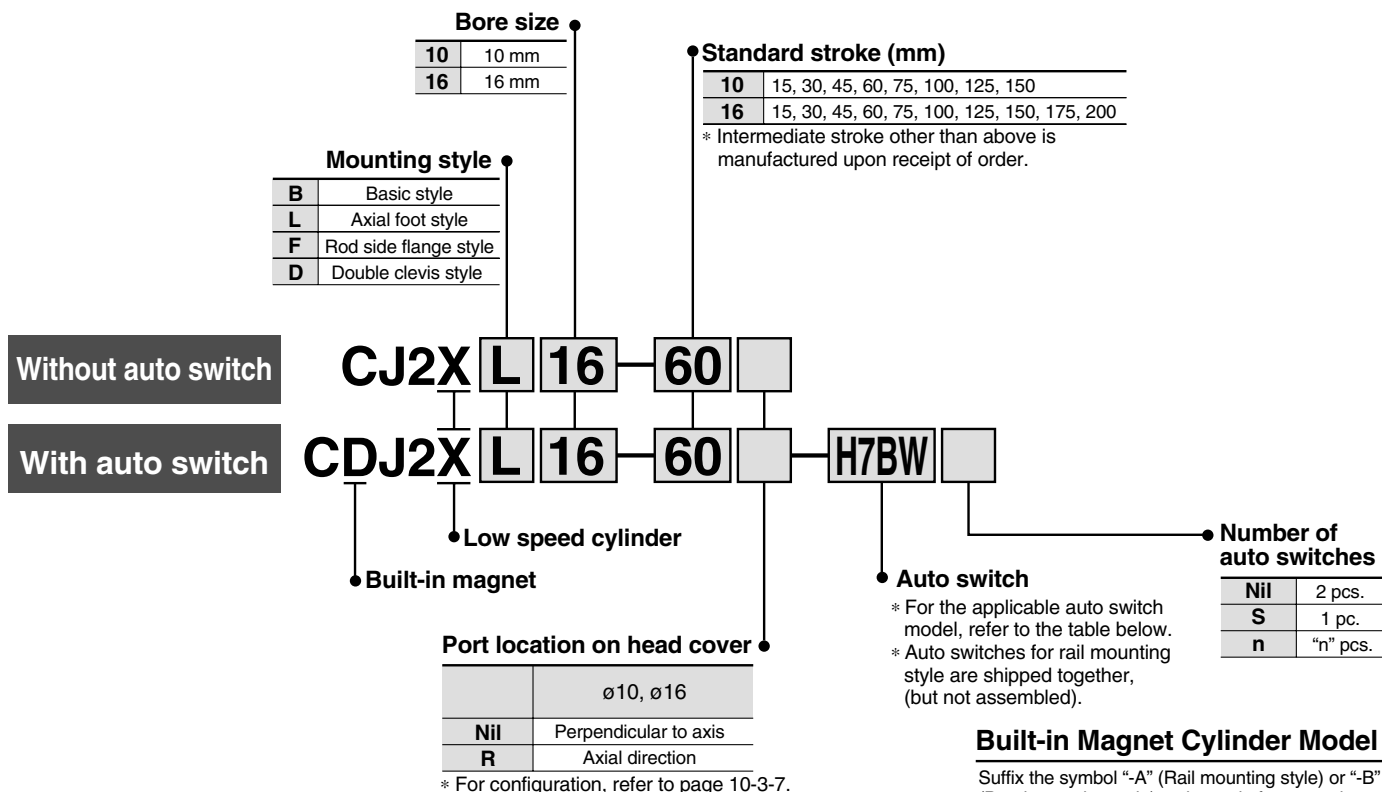 Bore size
10 10 mm
16 16 mm
Standard stroke (mm)
10 15, 30, 45, 60, 75, 100, 125, 150
16 15, 30, 45, 60, 75, 100, 125, 150, 175, 200
* Intermediate stroke other than above is
manufactured upon receipt of order.
Mounting style
B Basic style
L Axial foot style
F Rod side flange style
D Double clevis style
Without auto switch CJ2X L 16 - 60
With auto switch CDJ2X L 16 - 60 - H7BW
Low speed cylinder
Built-in magnet
Port location on head cover
ø10, ø16
Nil Perpendicular to axis
R Axial direction
* For configuration, refer to page 10-3-7.
Auto switch
* For the applicable auto switch
model, refer to the table below.
* Auto switches for rail mounting
style are shipped together,
(but not assembled).
Number of
auto switches
Nil 2 pcs.
S 1 pc.
n "n" pcs.
Built-in Magnet Cylinder Model
Suffix the symbol "-A" (Rail mounting style) or "-B"